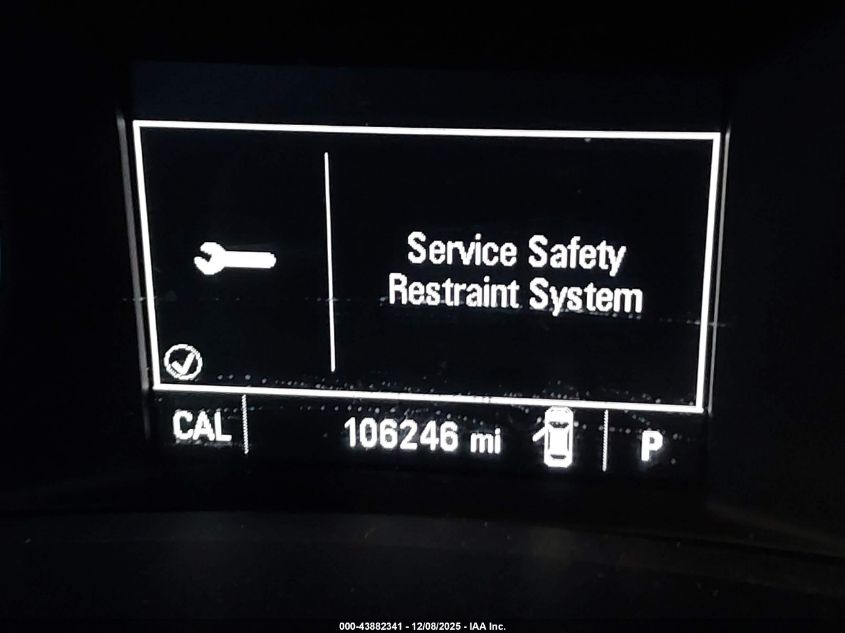 Service Safety
Restraint System
CAL
106246 mi
P
000-43882341 - 12/08/2025 - IAA Inc.